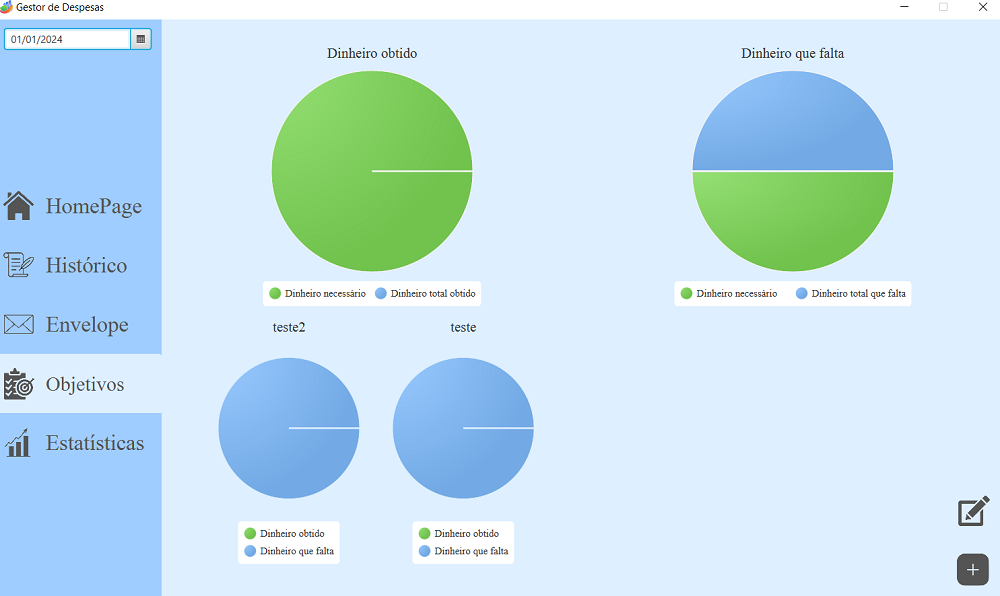 Gestor de Despesas
01/01/2024
HomePage
Histórico
Envelope
Objetivos
Estatísticas
Dinheiro obtido
Dinheiro necessário Dinheiro total obtido
Dinheiro que falta
Dinheiro necessário Dinheiro total que falta
teste2
Dinheiro obtido
Dinheiro que falta
teste
Dinheiro obtido
Dinheiro que falta